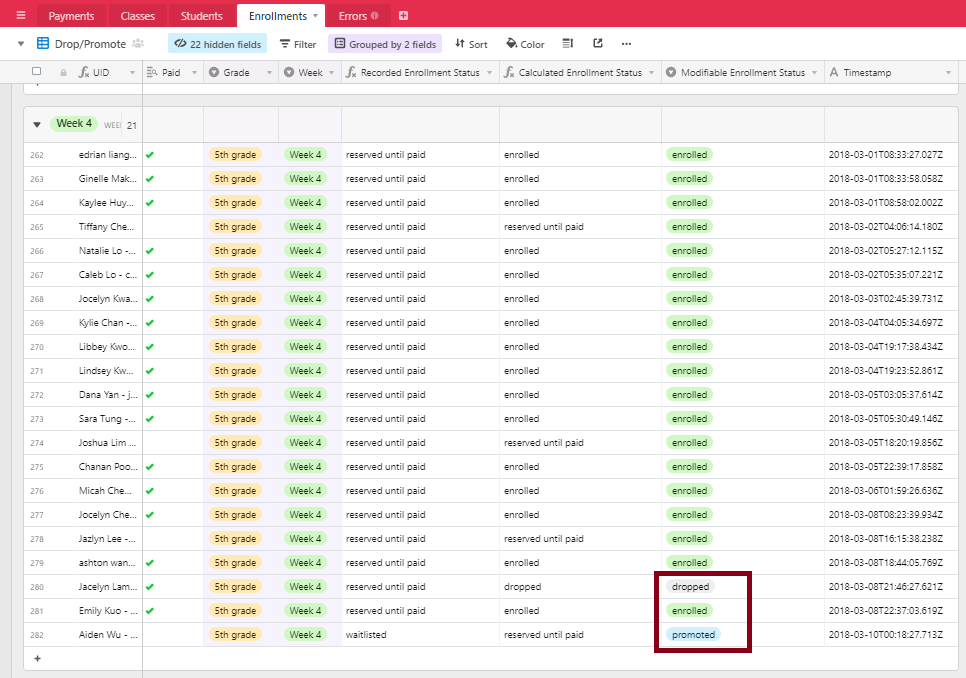 Payments Classes Students Enrollments Errors
Drop/Promote 22 hidden fields Filter Grouped by 2 fields Sort Color
UID Paid Grade Week Recorded Enrollment Status Calculated Enrollment Status Modifiable Enrollment Status Timestamp
Week 4 WEE 21
262 edrian liang... 5th grade Week 4 reserved until paid enrolled enrolled 2018-03-01T08:33:27.027Z
263 Ginelle Mak... 5th grade Week 4 reserved until paid enrolled enrolled 2018-03-01T08:33:58.058Z
264 Kaylee Huy... 5th grade Week 4 reserved until paid enrolled enrolled 2018-03-01T08:58:02.002Z
265 Tiffany Che... 5th grade Week 4 reserved until paid reserved until paid enrolled 2018-03-02T04:06:14.180Z
266 Natalie Lo -... 5th grade Week 4 reserved until paid enrolled enrolled 2018-03-02T05:27:12.115Z
267 Caleb Lo - c... 5th grade Week 4 reserved until paid enrolled enrolled 2018-03-02T05:35:07.221Z
268 Jocelyn Kwa... 5th grade Week 4 reserved until paid enrolled enrolled 2018-03-03T02:45:39.731Z
269 Kylie Chan -... 5th grade Week 4 reserved until paid enrolled enrolled 2018-03-04T04:05:34.697Z
270 Libbey Kwo... 5th grade Week 4 reserved until paid enrolled enrolled 2018-03-04T19:17:38.434Z
271 Lindsey Kw... 5th grade Week 4 reserved until paid enrolled enrolled 2018-03-04T19:23:52.861Z
272 Dana Yan - j... 5th grade Week 4 reserved until paid enrolled enrolled 2018-03-05T03:05:37.614Z
273 Sara Tung -... 5th grade Week 4 reserved until paid enrolled enrolled 2018-03-05T05:30:49.146Z
274 Joshua Lim ... 5th grade Week 4 reserved until paid reserved until paid enrolled 2018-03-05T18:20:19.856Z
275 Chanan Poo... 5th grade Week 4 reserved until paid enrolled enrolled 2018-03-05T22:39:17.858Z
276 Micah Che... 5th grade Week 4 reserved until paid enrolled enrolled 2018-03-06T01:59:26.636Z
277 Jocelyn Che... 5th grade Week 4 reserved until paid enrolled enrolled 2018-03-08T08:23:39.934Z
278 Jazlyn Lee -... 5th grade Week 4 reserved until paid reserved until paid enrolled 2018-03-08T16:15:38.238Z
279 ashton wan... 5th grade Week 4 reserved until paid enrolled enrolled 2018-03-08T18:44:05.769Z
280 Jacelyn Lam... 5th grade Week 4 reserved until paid dropped dropped 2018-03-08T21:46:27.621Z
281 Emily Kuo - ... 5th grade Week 4 reserved until paid enrolled enrolled 2018-03-08T22:37:03.619Z
282 Aiden Wu - ... 5th grade Week 4 waitlisted reserved until paid promoted 2018-03-10T00:18:27.713Z